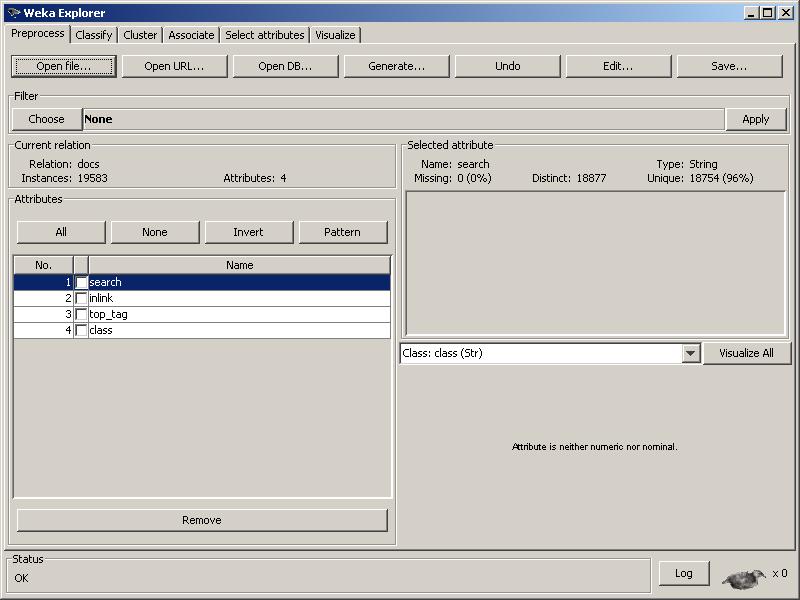 Weka Explorer
Preprocess Classify Cluster Associate Select attributes Visualize
Open file... Open URL... Open DB... Generate... Undo Edit... Save...
Filter
Choose None Apply
Current relation
Relation: docs
Instances: 19583 Attributes: 4
Selected attribute
Name: search Type: String
Missing: 0 (0%) Distinct: 18877 Unique: 18754 (96%)
Attributes
All None Invert Pattern
No. Name
1 search
2 inlink
3 top_tag
4 class
Class: class (Str) Visualize All
Attribute is neither numeric nor nominal.
Remove
Status
OK
Log x 0